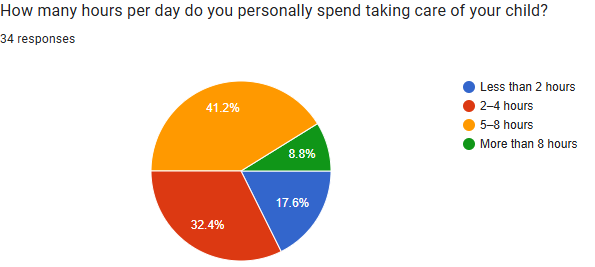 How many hours per day do you personally spend taking care of your child?
34 responses
41.2%
8.8%
17.6%
32.4%
Less than 2 hours
2–4 hours
5–8 hours
More than 8 hours